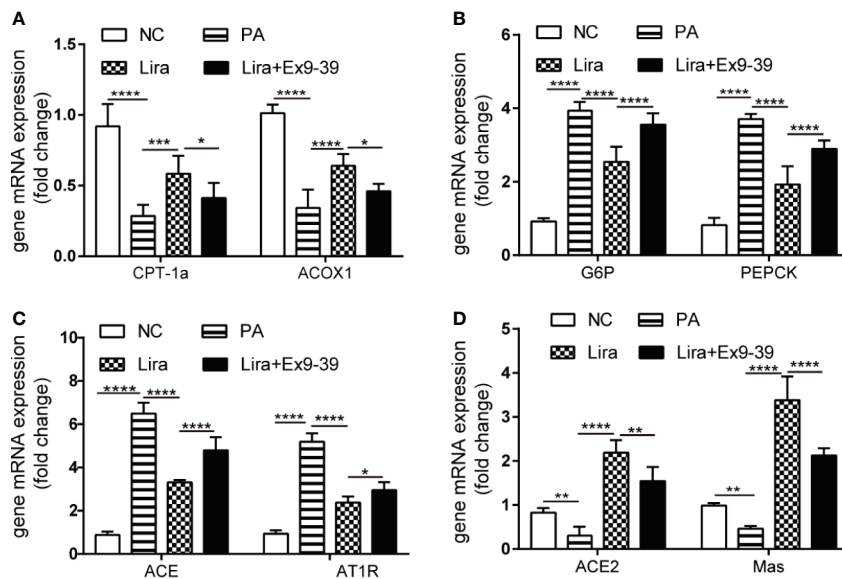 A
NC
PA
Lira
Lira+Ex9-39
gene mRNA expression
(fold change)
1.5
1.0
0.5
0.0
**** *** *
**** **** *
CPT-1a
ACOX1
B
NC
PA
Lira
Lira+Ex9-39
gene mRNA expression
(fold change)
6
4
2
0
**** **** ****
**** **** ****
G6P
PEPCK
C
NC
PA
Lira
Lira+Ex9-39
gene mRNA expression
(fold change)
10
8
6
4
2
0
**** **** ****
**** **** *
ACE
AT1R
D
NC
PA
Lira
Lira+Ex9-39
gene mRNA expression
(fold change)
5
4
3
2
1
0
** **** **
** **** ****
ACE2
Mas